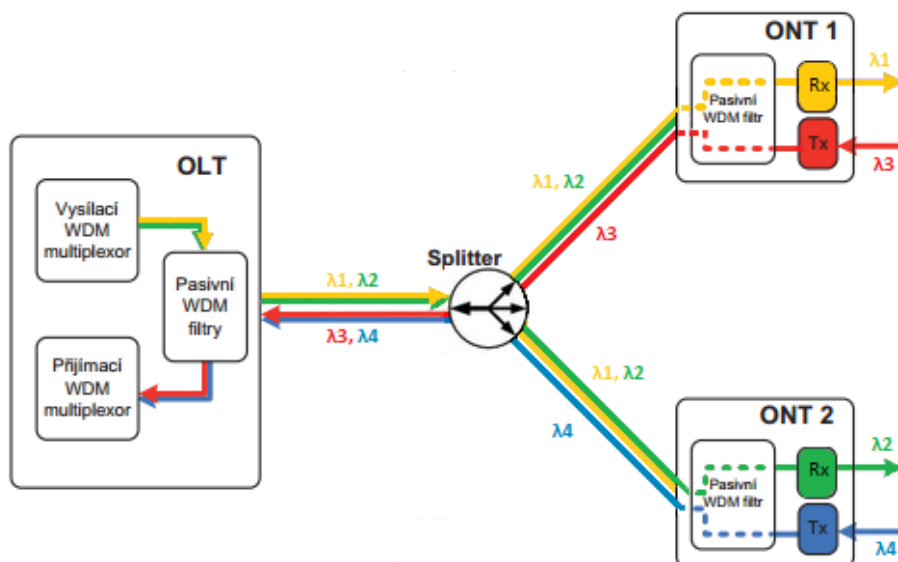 OLT
Vysílací
WDM
multiplexor
Pasivní
WDM
filtry
Přijímací
WDM
multiplexor
λ1, λ2
λ3, λ4
Splitter
λ1, λ2
λ3
λ1, λ2
λ4
ONT 1
Pasivní
WDM filtr
Rx
Tx
λ1
λ3
ONT 2
Pasivní
WDM filtr
Rx
Tx
λ2
λ4